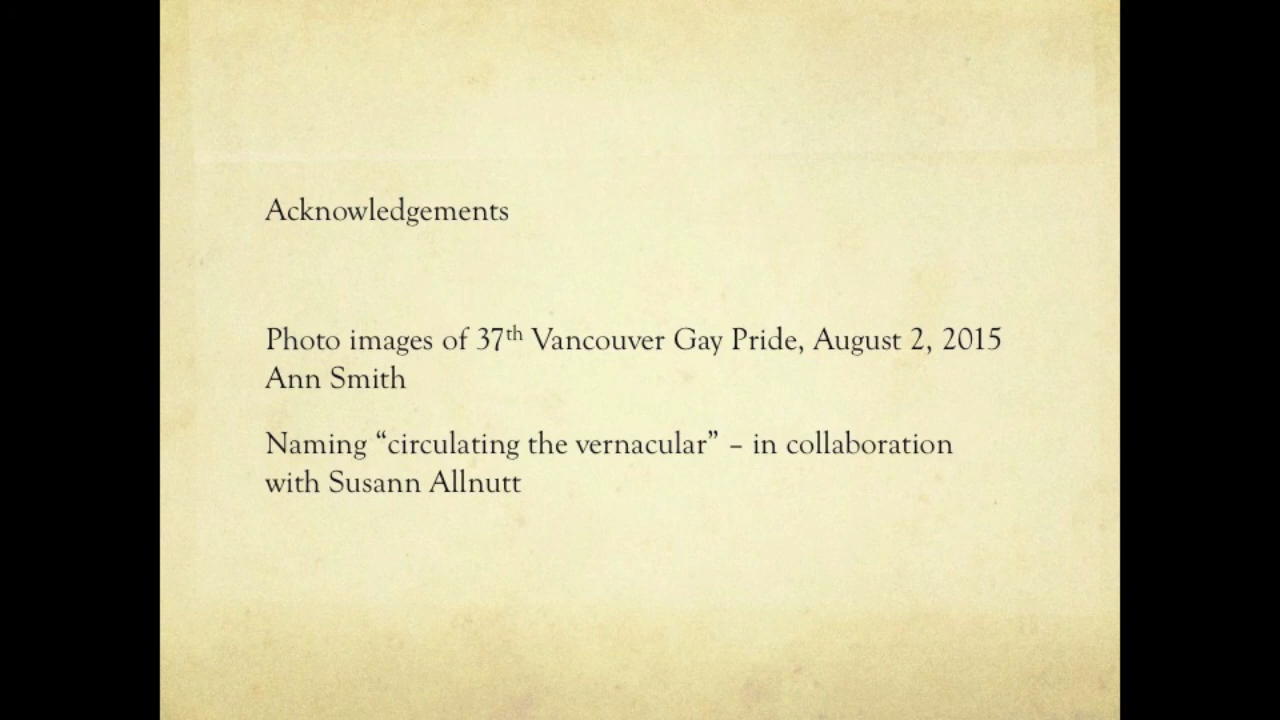 Acknowledgements
Photo images of 37th Vancouver Gay Pride, August 2, 2015
Ann Smith
Naming “circulating the vernacular” – in collaboration
with Susann Allnutt